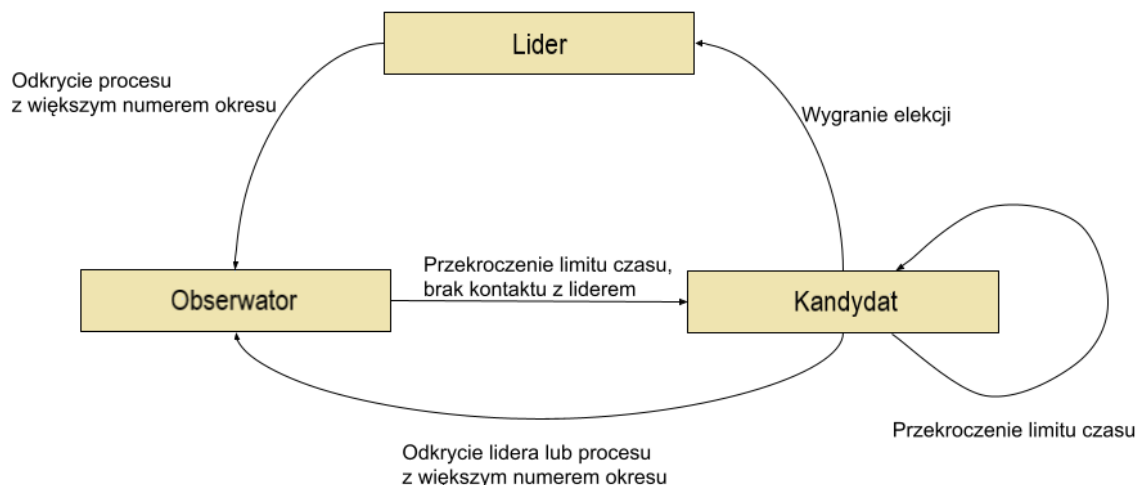 Lider
Odkrycie procesu
z większym numerem okresu
Wygranie elekcji
Przekroczenie limitu czasu,
brak kontaktu z liderem
Obserwator
Kandydat
Przekroczenie limitu czasu
Odkrycie lidera lub procesu
z większym numerem okresu